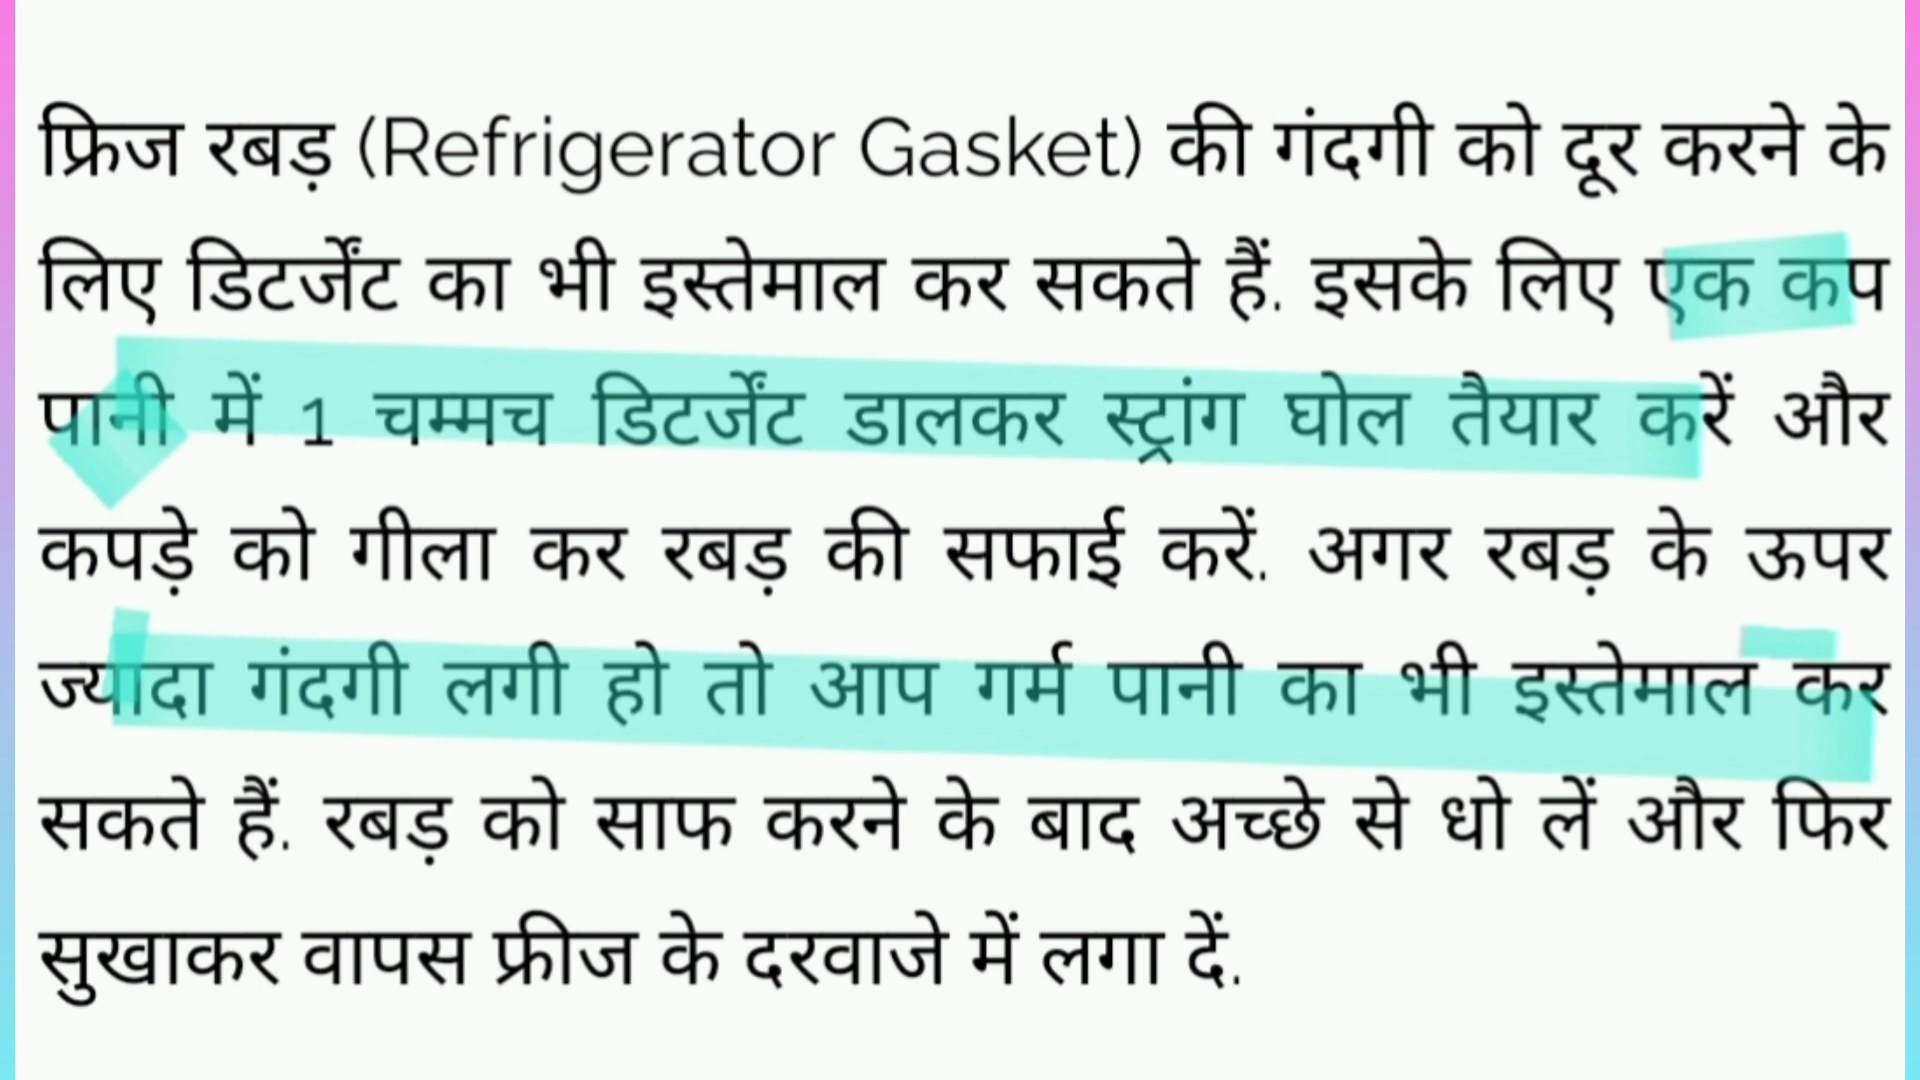 फ्रिज रबड़ (Refrigerator Gasket) की गंदगी को दूर करने के
लिए डिटर्जेंट का भी इस्तेमाल कर सकते हैं. इसके लिए एक कप
पानी में 1 चम्मच डिटर्जेंट डालकर स्ट्रांग घोल तैयार करें और
कपड़े को गीला कर रबड़ की सफाई करें. अगर रबड़ के ऊपर
ज्यादा गंदगी लगी हो तो आप गर्म पानी का भी इस्तेमाल कर
सकते हैं. रबड़ को साफ करने के बाद अच्छे से धो लें और फिर
सुखाकर वापस फ्रीज के दरवाजे में लगा दें.